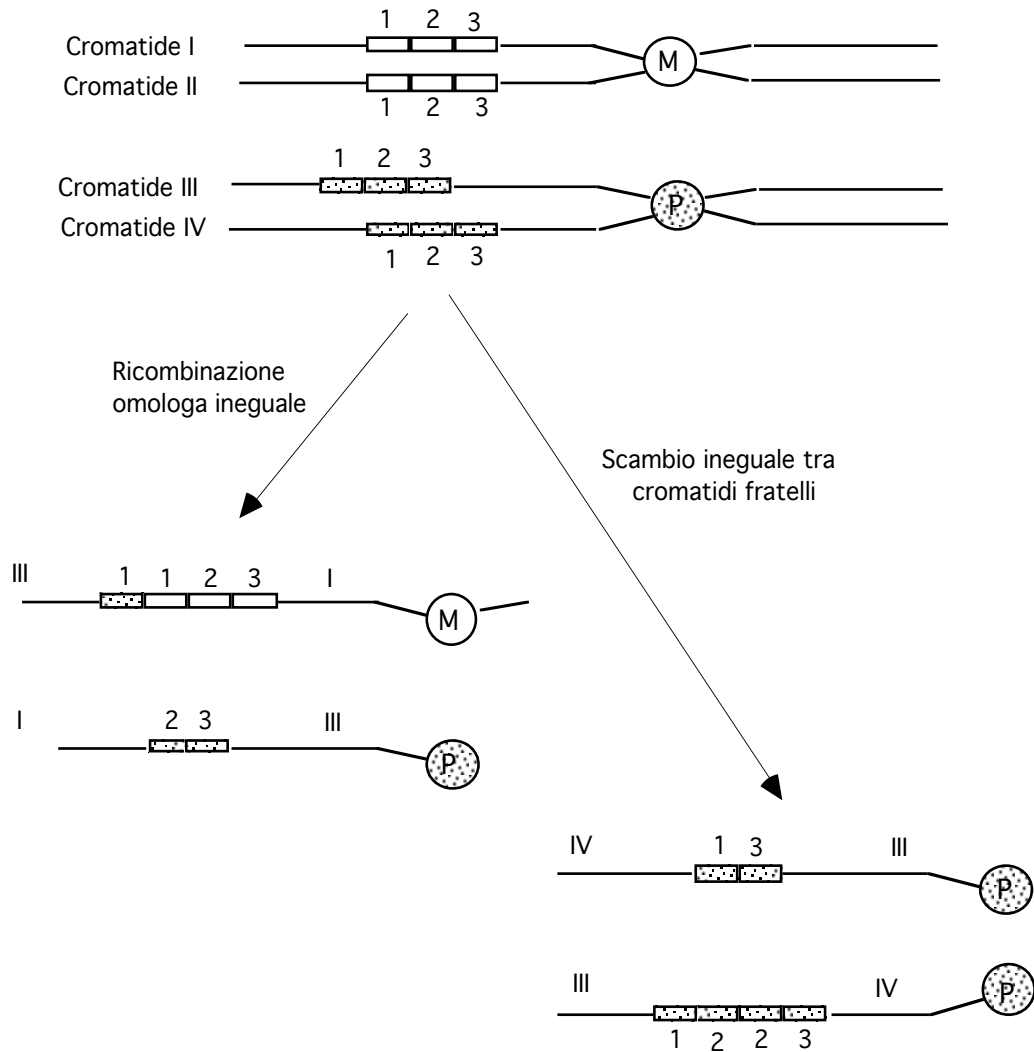 1 2 3
Cromatide I
M
Cromatide II
1 2 3
1 2 3
Cromatide III
P
Cromatide IV
1 2 3
Ricombinazione
omologa ineguale
Scambio ineguale tra
cromatidi fratelli
III 1 1 2 3 I
M
I 2 3 III
P
IV 1 3 III
P
III IV P
1 2 2 3